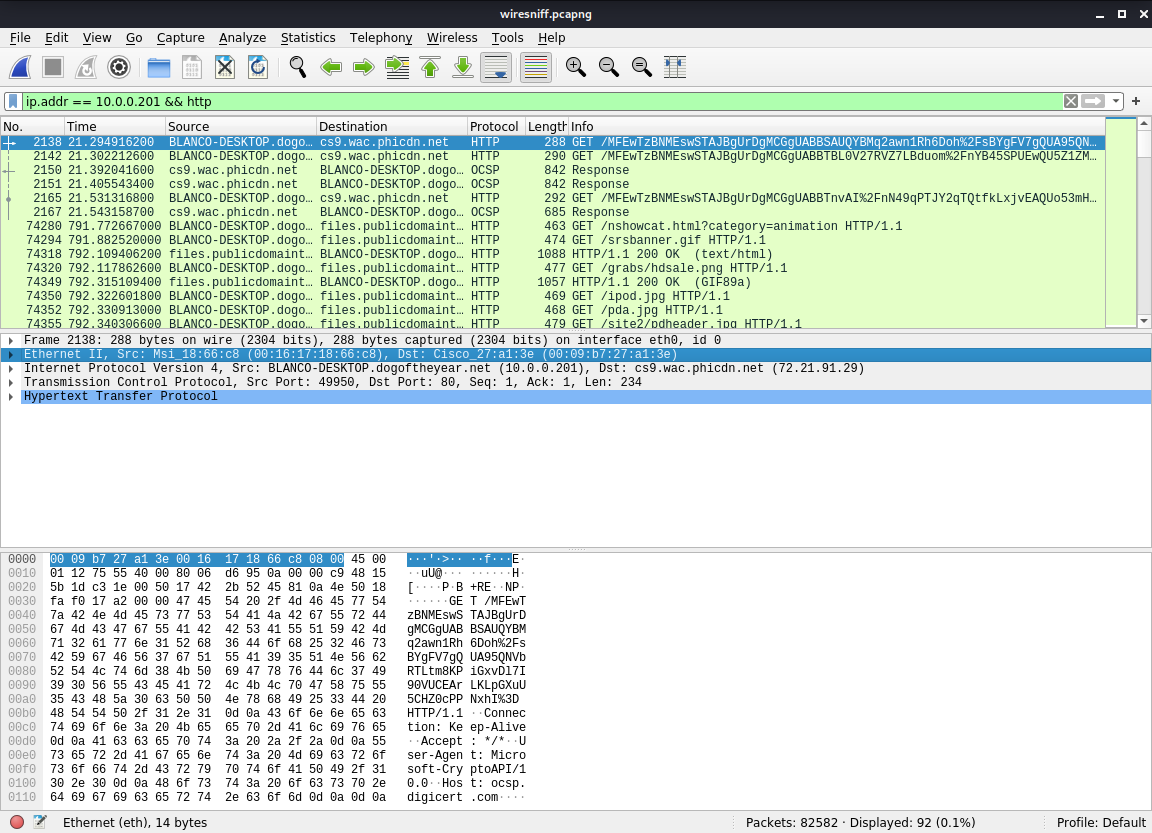 wiresniff.pcapng
File Edit View Go Capture Analyze Statistics Telephony Wireless Tools Help
ip.addr == 10.0.0.201 && http
No. Time Source Destination Protocol Length Info
2138 21.294916200 BLANCO-DESKTOP.dogo… cs9.wac.phicdn.net HTTP 288 GET /MFEwTzBNMEswSTAJBgUrDgMCGgUABBSAUQYBMq2awn1Rh6Doh%2FsBYgFV7gQUA95QN…
2142 21.302212600 BLANCO-DESKTOP.dogo… cs9.wac.phicdn.net HTTP 290 GET /MFEwTzBNMEswSTAJBgUrDgMCGgUABBTBL0V27RVZ7LBduom%2FnYB45SPUEwQU5Z1ZM…
2150 21.392041600 cs9.wac.phicdn.net BLANCO-DESKTOP.dogo… OCSP 842 Response
2151 21.405543400 cs9.wac.phicdn.net BLANCO-DESKTOP.dogo… OCSP 842 Response
2165 21.531316800 BLANCO-DESKTOP.dogo… cs9.wac.phicdn.net HTTP 292 GET /MFEwTzBNMEswSTAJBgUrDgMCGgUABBTnvAI%2FnN49qPTJY2qTQtfkLxjvEAQUo53mH…
2167 21.543158700 cs9.wac.phicdn.net BLANCO-DESKTOP.dogo… OCSP 685 Response
74280 791.772667000 BLANCO-DESKTOP.dogo… files.publicdomaint… HTTP 463 GET /nshowcat.html?category=animation HTTP/1.1
74294 791.882520000 BLANCO-DESKTOP.dogo… files.publicdomaint… HTTP 474 GET /srsbanner.gif HTTP/1.1
74318 792.109406200 files.publicdomaint… BLANCO-DESKTOP.dogo… HTTP 1088 HTTP/1.1 200 OK (text/html)
74320 792.117862600 BLANCO-DESKTOP.dogo… files.publicdomaint… HTTP 477 GET /grabs/hdsale.png HTTP/1.1
74349 792.315109400 files.publicdomaint… BLANCO-DESKTOP.dogo… HTTP 1057 HTTP/1.1 200 OK (GIF89a)
74350 792.322601800 BLANCO-DESKTOP.dogo… files.publicdomaint… HTTP 469 GET /ipod.jpg HTTP/1.1
74352 792.330913000 BLANCO-DESKTOP.dogo… files.publicdomaint… HTTP 468 GET /pda.jpg HTTP/1.1
74355 792.340306600 BLANCO-DESKTOP.dogo… files.publicdomaint… HTTP 479 GET /site2/pdheader.jpg HTTP/1.1
Frame 2138: 288 bytes on wire (2304 bits), 288 bytes captured (2304 bits) on interface eth0, id 0
Ethernet II, Src: Msi_18:66:c8 (00:16:17:18:66:c8), Dst: Cisco_27:a1:3e (00:09:b7:27:a1:3e)
Internet Protocol Version 4, Src: BLANCO-DESKTOP.dogoftheyear.net (10.0.0.201), Dst: cs9.wac.phicdn.net (72.21.91.29)
Transmission Control Protocol, Src Port: 49950, Dst Port: 80, Seq: 1, Ack: 1, Len: 234
Hypertext Transfer Protocol
0000 00 09 b7 27 a1 3e 00 16 17 18 66 c8 08 00 45 00 ···'·>·· ··f···E·
0010 01 12 75 55 40 00 80 06 d6 95 0a 00 00 c9 48 15 ··uU@··· ······H·
0020 5b 1d c3 1e 00 50 17 42 2b 52 45 81 0a 4e 50 18 [····P·B +RE··NP·
0030 fa f0 17 a2 00 00 47 45 54 20 2f 4d 46 45 77 54 ······GE T /MFEwT
0040 7a 42 4e 4d 45 73 77 53 54 41 4a 42 67 55 72 44 zBNMEswS TAJBgUrD
0050 67 4d 43 47 67 55 41 42 42 53 41 55 51 59 42 4d gMCGgUAB BSAUQYBM
0060 71 32 61 77 6e 31 52 68 36 44 6f 68 25 32 46 73 q2awn1Rh 6Doh%2Fs
0070 42 59 67 46 56 37 67 51 55 41 39 35 51 4e 56 62 BYgFV7gQ UA95QNVb
0080 52 54 4c 74 6d 38 4b 50 69 47 78 76 44 6c 37 49 RTLtm8KP iGxvDl7I
0090 39 30 56 55 43 45 41 72 4c 4b 4c 70 47 58 75 55 90VUCEAr LKLpGXuU
00a0 35 43 48 5a 30 63 50 50 4e 78 68 49 25 33 44 20 5CHZ0cPP NxhI%3D
00b0 48 54 54 50 2f 31 2e 31 0d 0a 43 6f 6e 6e 65 63 HTTP/1.1 ··Connec
00c0 74 69 6f 6e 3a 20 4b 65 65 70 2d 41 6c 69 76 65 tion: Ke ep-Alive
00d0 0d 0a 41 63 63 65 70 74 3a 20 2a 2f 2a 0d 0a 55 ··Accept : */*··U
00e0 73 65 72 2d 41 67 65 6e 74 3a 20 4d 69 63 72 6f ser-Agen t: Micro
00f0 73 6f 66 74 2d 43 72 79 70 74 6f 41 50 49 2f 31 soft-Cry ptoAPI/1
0100 30 2e 30 0d 0a 48 6f 73 74 3a 20 6f 63 73 70 2e 0.0··Hos t: ocsp.
0110 64 69 67 69 63 65 72 74 2e 63 6f 6d 0d 0a 0d 0a digicert .com····
Ethernet (eth), 14 bytes Packets: 82582 · Displayed: 92 (0.1%) Profile: Default